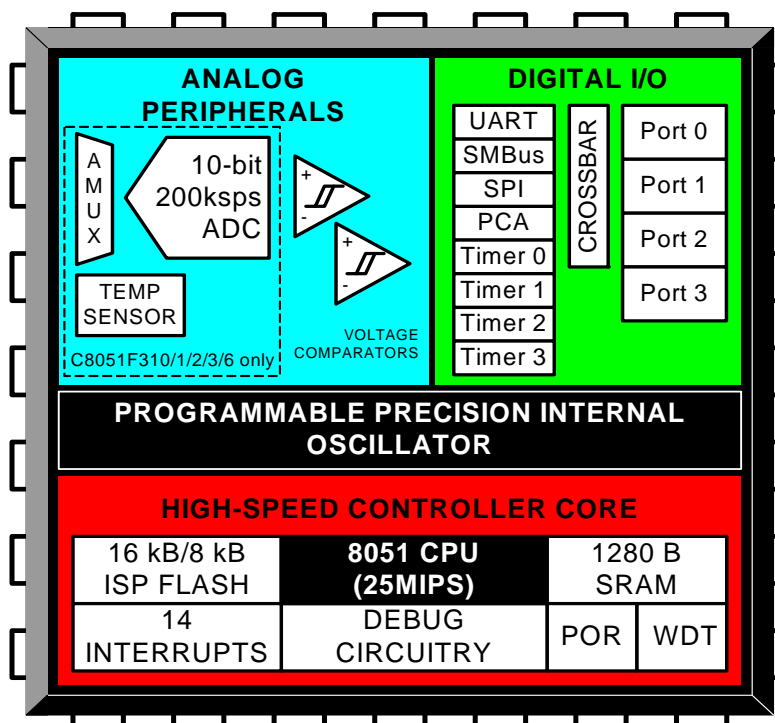 ANALOG
PERIPHERALS
A
M
U
X
10-bit
200ksps
ADC
+
-
+
-
TEMP
SENSOR
VOLTAGE
COMPARATORS
C8051F310/1/2/3/6 only
DIGITAL I/O
UART
SMBus
SPI
PCA
Timer 0
Timer 1
Timer 2
Timer 3
CROSSBAR
Port 0
Port 1
Port 2
Port 3
PROGRAMMABLE PRECISION INTERNAL
OSCILLATOR
HIGH-SPEED CONTROLLER CORE
16 kB/8 kB
ISP FLASH
8051 CPU
(25MIPS)
1280 B
SRAM
14
INTERRUPTS
DEBUG
CIRCUITRY
POR
WDT